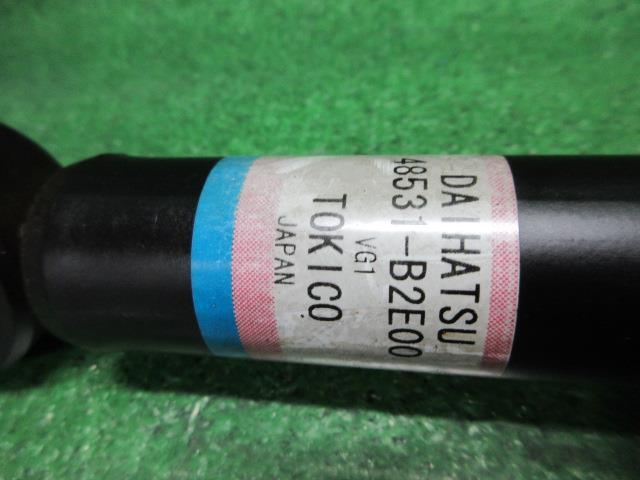 DAIHATSU
48531-B2E00
VG1
TOKICO
JAPAN